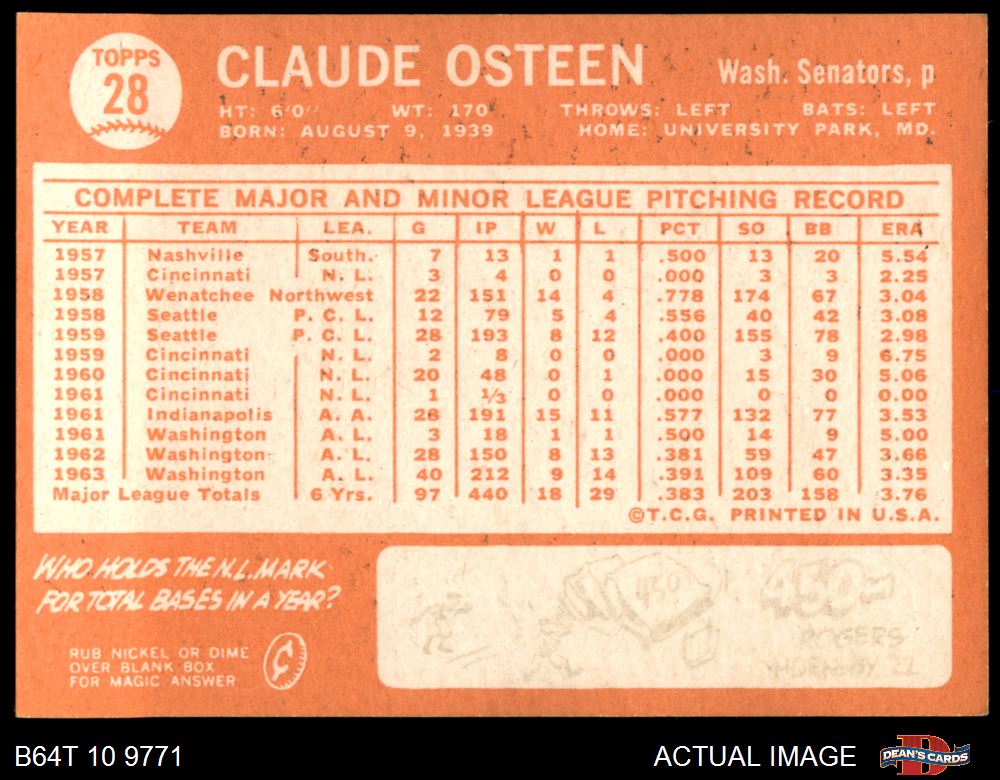 TOPPS
28
CLAUDE OSTEEN Wash. Senators, p
HT: 6'0" WT: 170 THROWS: LEFT BATS: LEFT
BORN: AUGUST 9, 1939 HOME: UNIVERSITY PARK, MD.
COMPLETE MAJOR AND MINOR LEAGUE PITCHING RECORD
YEAR TEAM LEA. G IP W L PCT SO BB ERA
1957 Nashville South. 7 13 1 1 .500 13 20 5.54
1957 Cincinnati N. L. 3 4 0 0 .000 3 3 2.25
1958 Wenatchee Northwest 22 151 14 4 .778 174 67 3.04
1958 Seattle P. C. L. 12 79 5 4 .556 40 42 3.08
1959 Seattle P. C. L. 28 193 8 12 .400 155 78 2.98
1959 Cincinnati N. L. 2 8 0 0 .000 3 9 6.75
1960 Cincinnati N. L. 20 48 0 1 .000 15 30 5.06
1961 Cincinnati N. L. 1 1/3 0 0 .000 0 0 0.00
1961 Indianapolis A. A. 26 191 15 11 .577 132 77 3.53
1961 Washington A. L. 3 18 1 1 .500 14 9 5.00
1962 Washington A. L. 28 150 8 13 .381 59 47 3.66
1963 Washington A. L. 40 212 9 14 .391 109 60 3.35
Major League Totals 6 Yrs. 97 440 18 29 .383 203 158 3.76
©T.C.G. PRINTED IN U.S.A.
WHO HOLDS THE N.L. MARK
FOR TOTAL BASES IN A YEAR?
RUB NICKEL OR DIME
OVER BLANK BOX
FOR MAGIC ANSWER
¢
450
450-
ROGERS
HORNSBY '22
B64T 10 9771 ACTUAL IMAGE DEAN'S CARDS